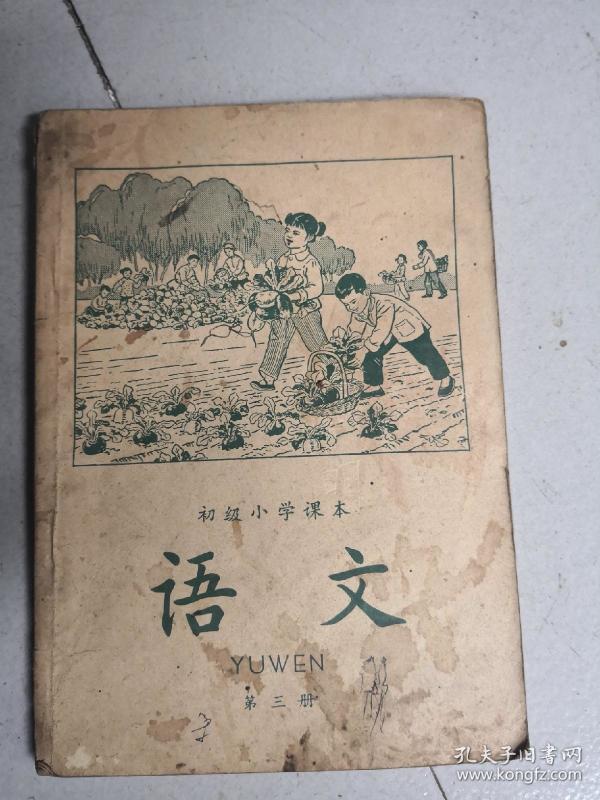 初级小学课本
语文
YUWEN
第三册
孔夫子旧书网
www.kongfz.com